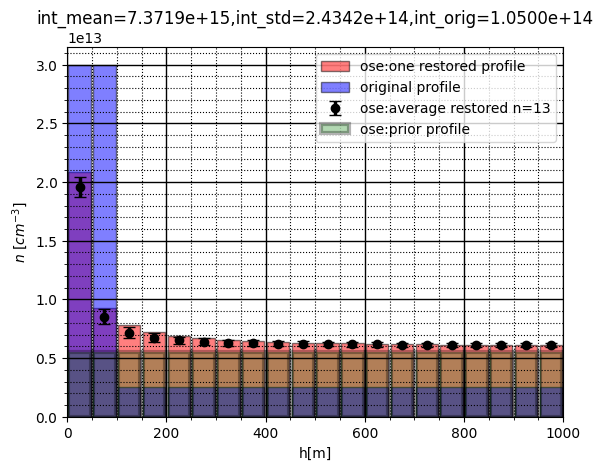 int_mean=7.3719e+15,int_std=2.4342e+14,int_orig=1.0500e+14
1e13
ose:one restored profile
original profile
ose:average restored n=13
ose:prior profile
3.0
2.5
2.0
1.5
1.0
0.5
0.0
n [cm⁻³]
0 200 400 600 800 1000
h[m]